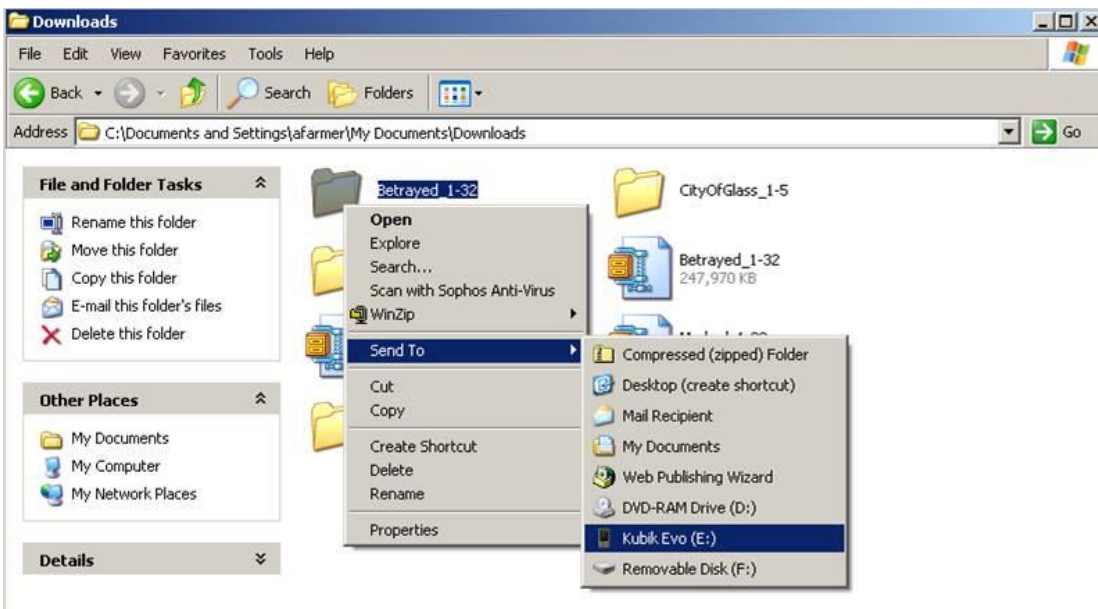 Downloads
File Edit View Favorites Tools Help
Back Search Folders
Address C:\Documents and Settings\afarmer\My Documents\Downloads Go
File and Folder Tasks
Rename this folder
Move this folder
Copy this folder
E-mail this folder's files
Delete this folder
Other Places
My Documents
My Computer
My Network Places
Details
Betrayed_1-32
CityOfGlass_1-5
Betrayed_1-32
247,970 KB
Open
Explore
Search...
Scan with Sophos Anti-Virus
WinZip
Send To
Cut
Copy
Create Shortcut
Delete
Rename
Properties
Compressed (zipped) Folder
Desktop (create shortcut)
Mail Recipient
My Documents
Web Publishing Wizard
DVD-RAM Drive (D:)
Kubik Evo (E:)
Removable Disk (F:)